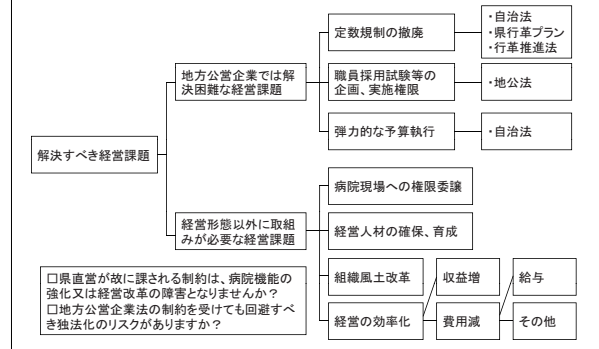 定数規制の撤廃
・自治法
・県行革プラン
・行革推進法
地方公営企業では解
決困難な経営課題
職員採用試験等の
企画、実施権限
・地公法
弾力的な予算執行
・自治法
解決すべき経営課題
病院現場への権限委譲
経営形態以外に取組
みが必要な経営課題
経営人材の確保、育成
組織風土改革
収益増
給与
経営の効率化
費用減
その他
□県直営が故に課される制約は、病院機能の
強化又は経営改革の障害となりませんか？
□地方公営企業法の制約を受けても回避すべ
き独法化のリスクがありますか？